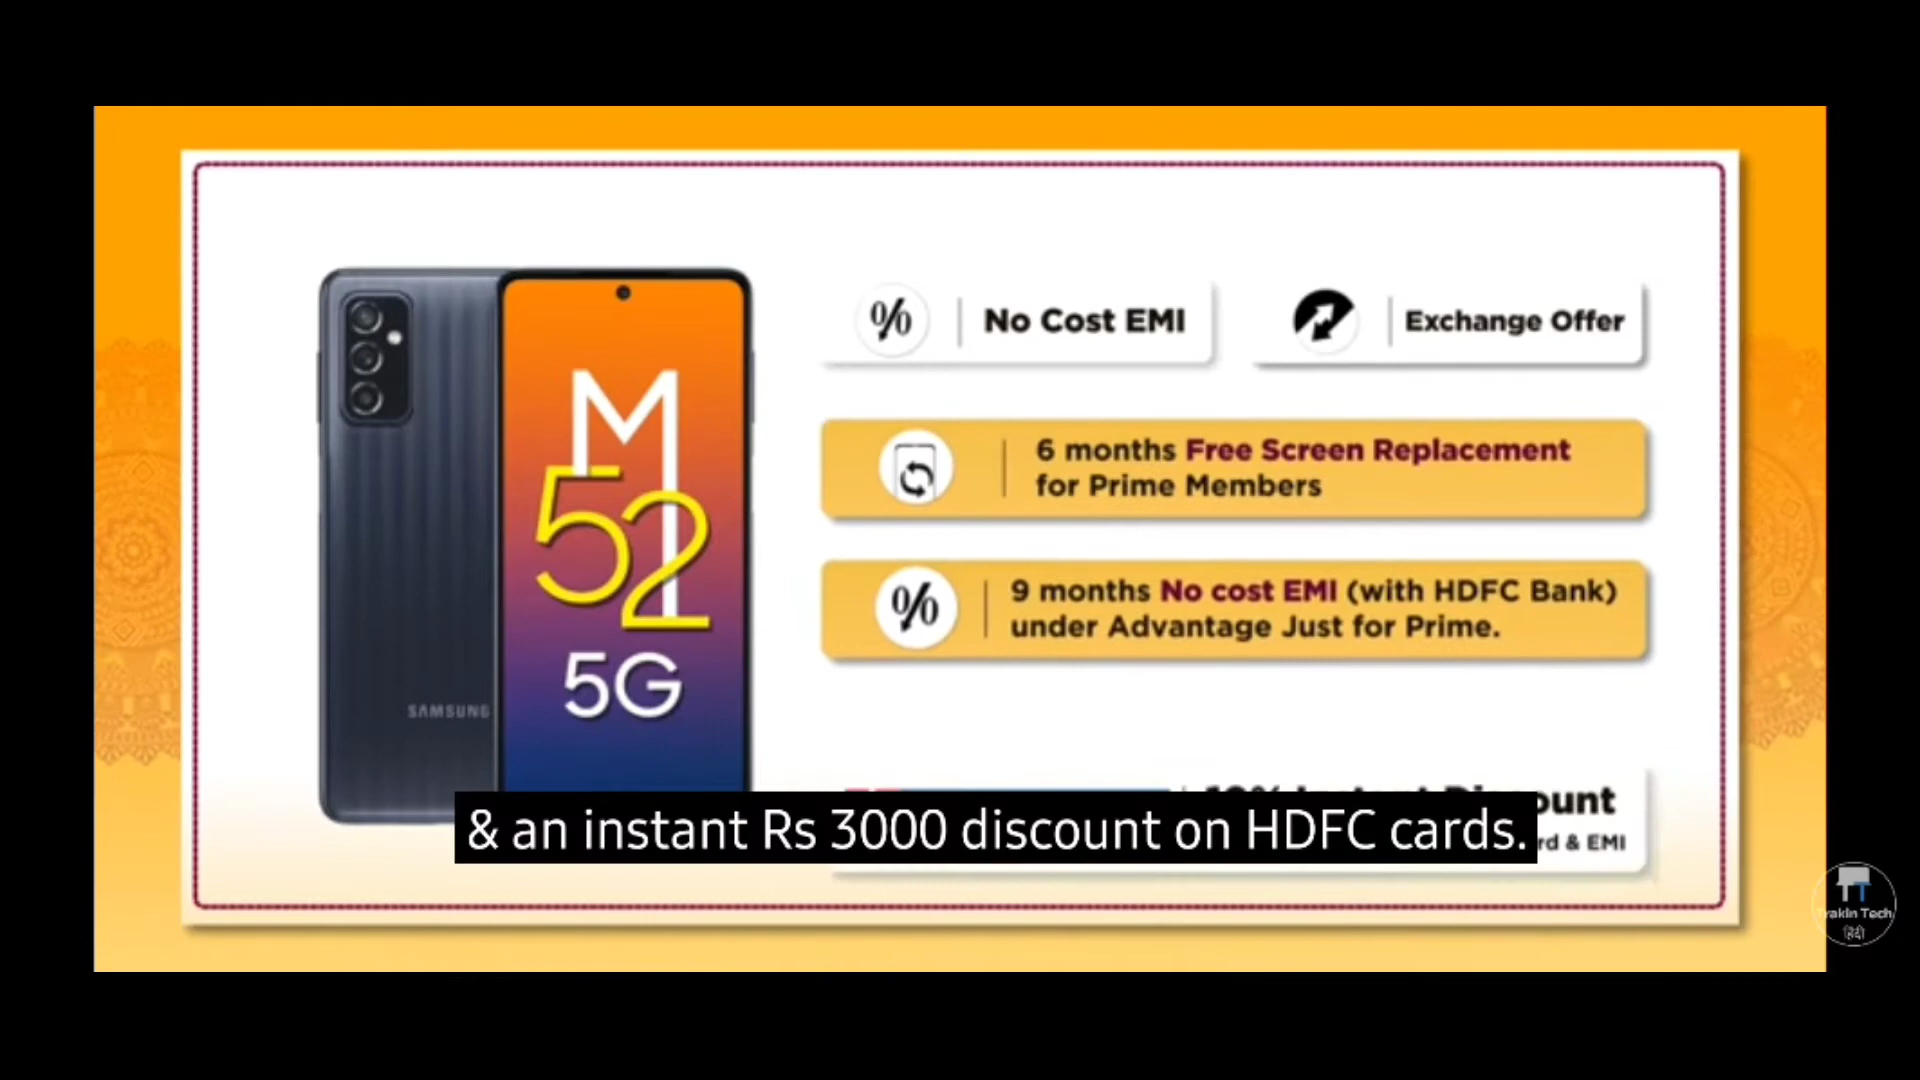 No Cost EMI
Exchange Offer
6 months Free Screen Replacement
for Prime Members
9 months No cost EMI (with HDFC Bank)
under Advantage Just for Prime.
M
52
5G
SAMSUNG
& an instant Rs 3000 discount on HDFC cards.
& EMI
TrakIn Tech
हिंदी